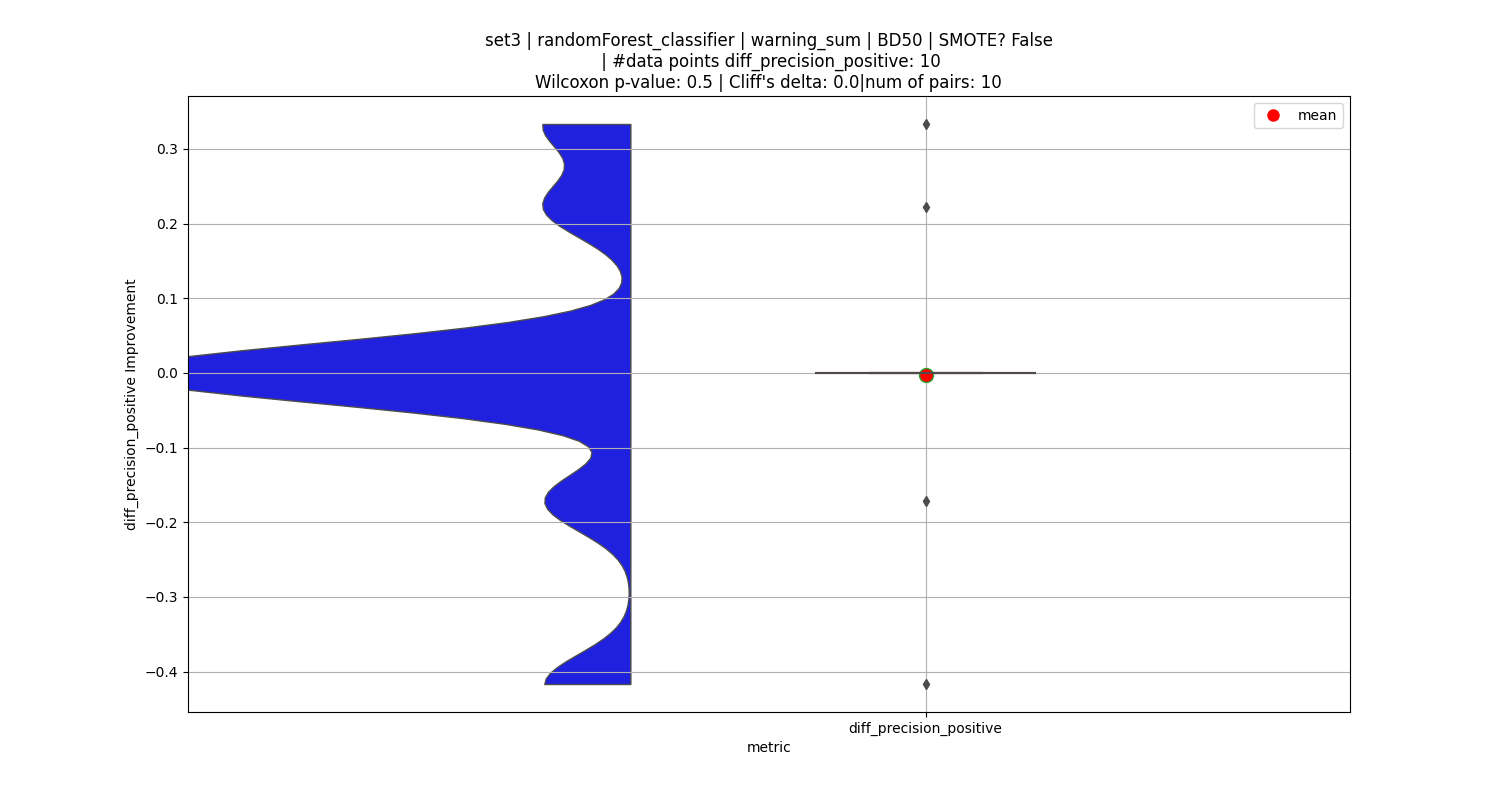 set3 | randomForest_classifier | warning_sum | BD50 | SMOTE? False
| #data points diff_precision_positive: 10
Wilcoxon p-value: 0.5 | Cliff's delta: 0.0|num of pairs: 10
mean
0.3
0.2
0.1
0.0
−0.1
−0.2
−0.3
−0.4
diff_precision_positive Improvement
diff_precision_positive
metric